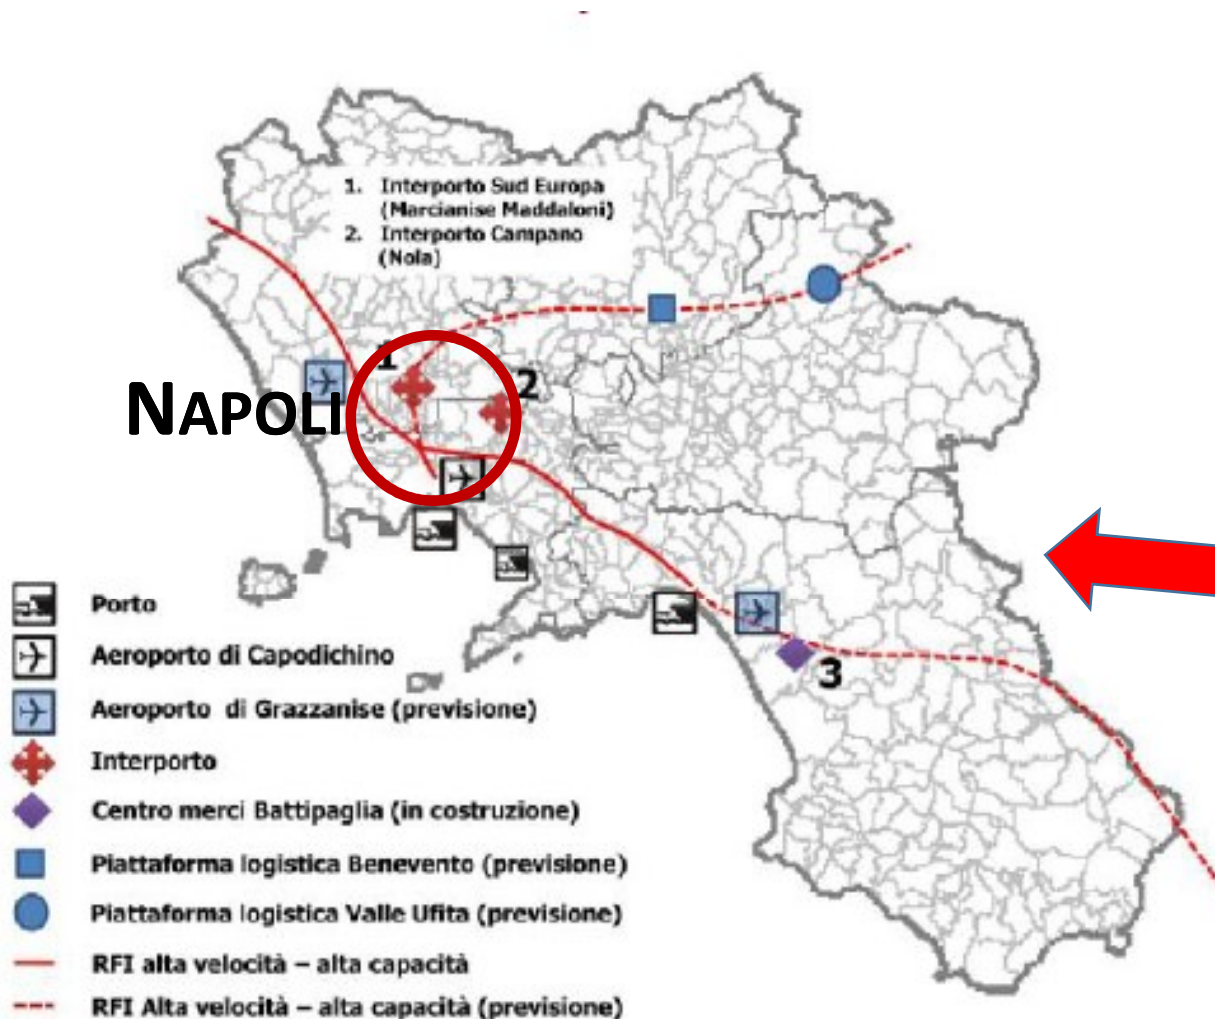 1. Interporto Sud Europa
(Marcianise Maddaloni)
2. Interporto Campano
(Nola)
1
2
NAPOLI
3
Porto
Aeroporto di Capodichino
Aeroporto di Grazzanise (previsione)
Interporto
Centro merci Battipaglia (in costruzione)
Piattaforma logistica Benevento (previsione)
Piattaforma logistica Valle Ufita (previsione)
RFI alta velocità – alta capacità
RFI Alta velocità – alta capacità (previsione)